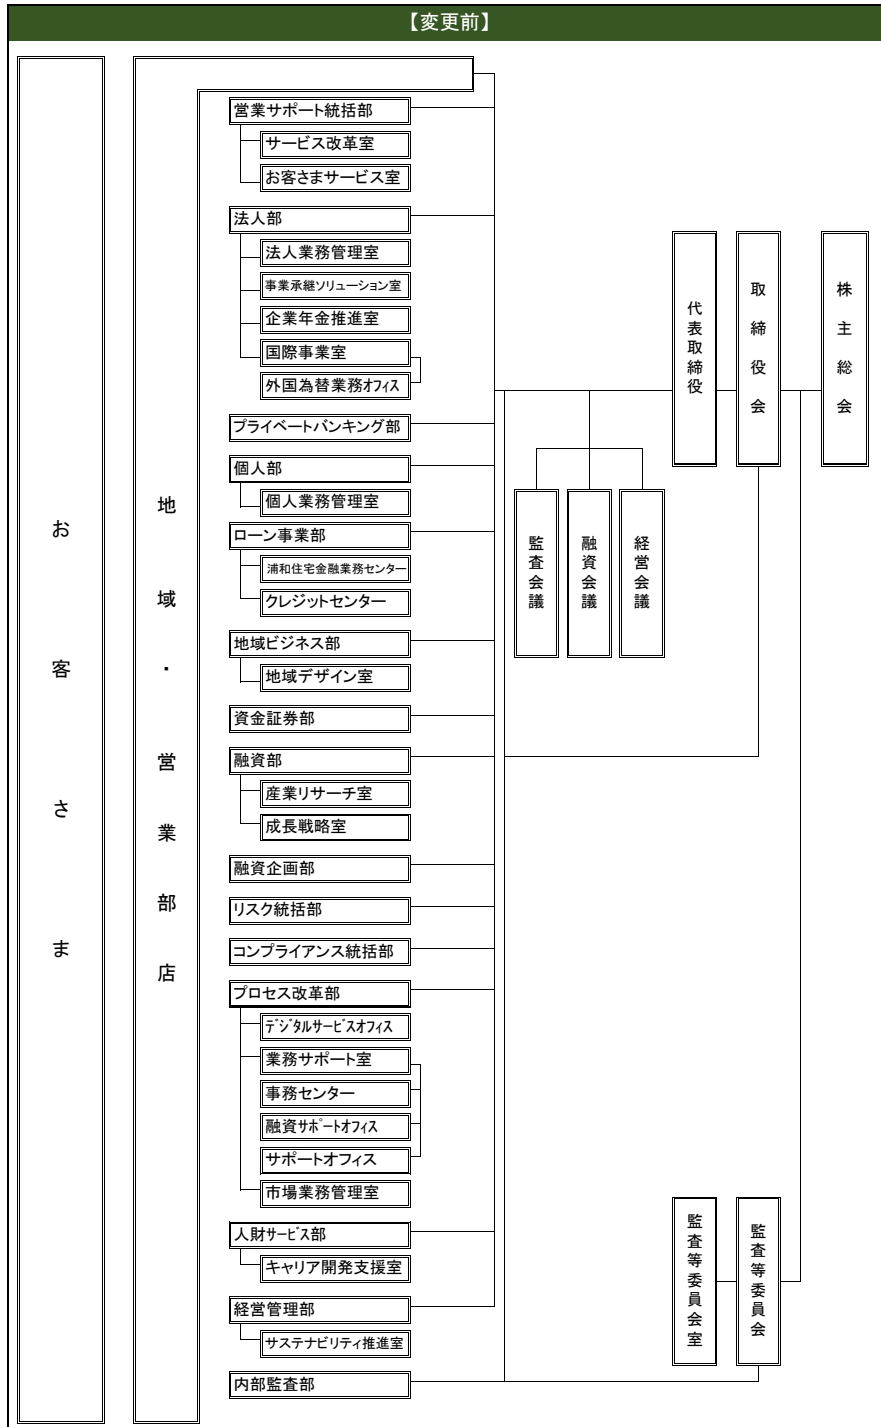 【変更前】
お客さま
地域・営業部店
営業サポート統括部
サービス改革室
お客さまサービス室
法人部
法人業務管理室
事業承継ソリューション室
企業年金推進室
国際事業室
外国為替業務ｵﾌｨｽ
プライベートバンキング部
個人部
個人業務管理室
ローン事業部
浦和住宅金融業務センター
クレジットセンター
地域ビジネス部
地域デザイン室
資金証券部
融資部
産業リサーチ室
成長戦略室
融資企画部
リスク統括部
コンプライアンス統括部
プロセス改革部
ﾃﾞｼﾞﾀﾙｻｰﾋﾞｽｵﾌｨｽ
業務サポート室
事務センター
融資ｻﾎﾟｰﾄｵﾌｨｽ
サポートオフィス
市場業務管理室
人財ｻｰﾋﾞｽ部
キャリア開発支援室
経営管理部
サステナビリティ推進室
内部監査部
監査会議
融資会議
経営会議
代表取締役
取締役会
株主総会
監査等委員会室
監査等委員会